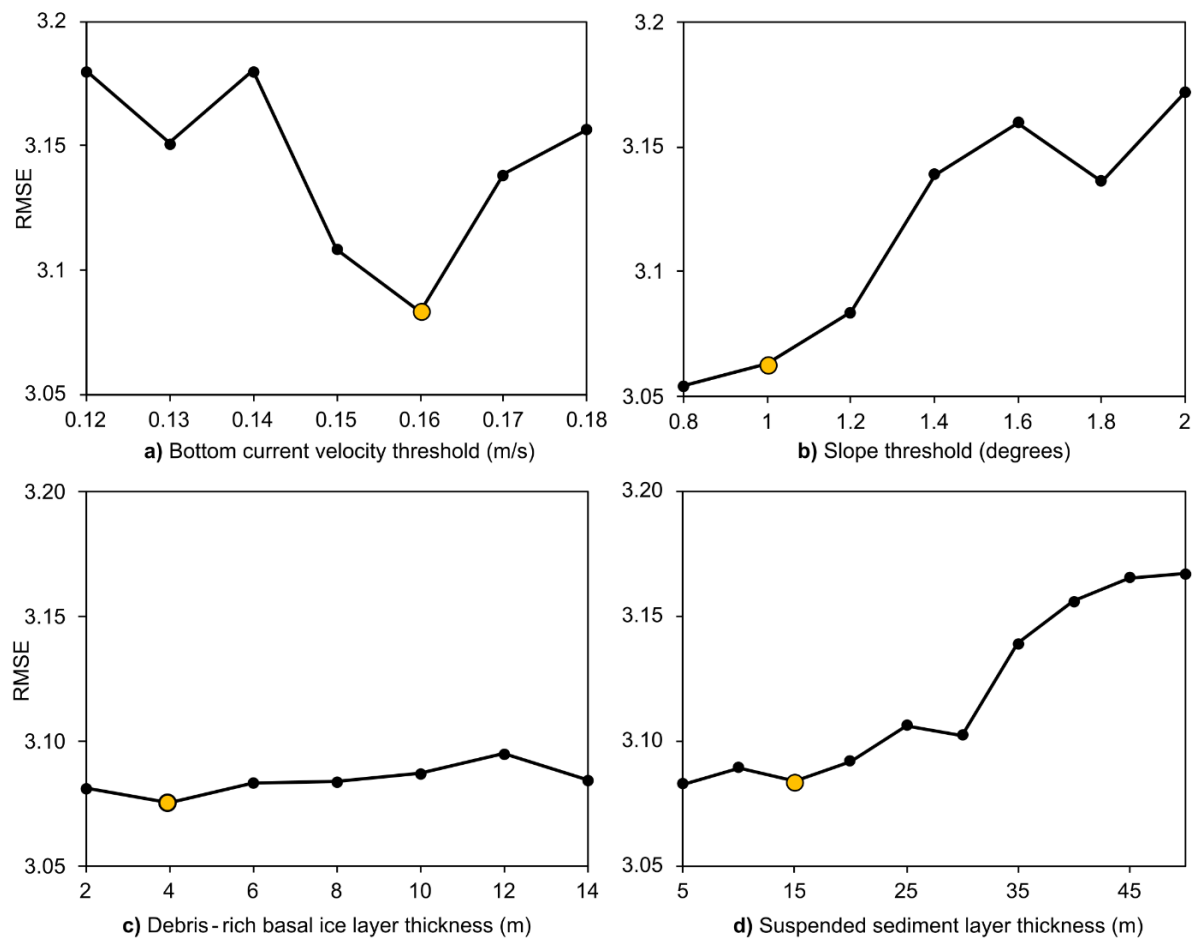 3.2
3.15
3.1
3.05
RMSE
0.12 0.13 0.14 0.15 0.16 0.17 0.18
a) Bottom current velocity threshold (m/s)
3.2
3.15
3.1
3.05
0.8 1 1.2 1.4 1.6 1.8 2
b) Slope threshold (degrees)
3.20
3.15
3.10
3.05
RMSE
2 4 6 8 10 12 14
c) Debris-rich basal ice layer thickness (m)
3.20
3.15
3.10
3.05
5 15 25 35 45
d) Suspended sediment layer thickness (m)